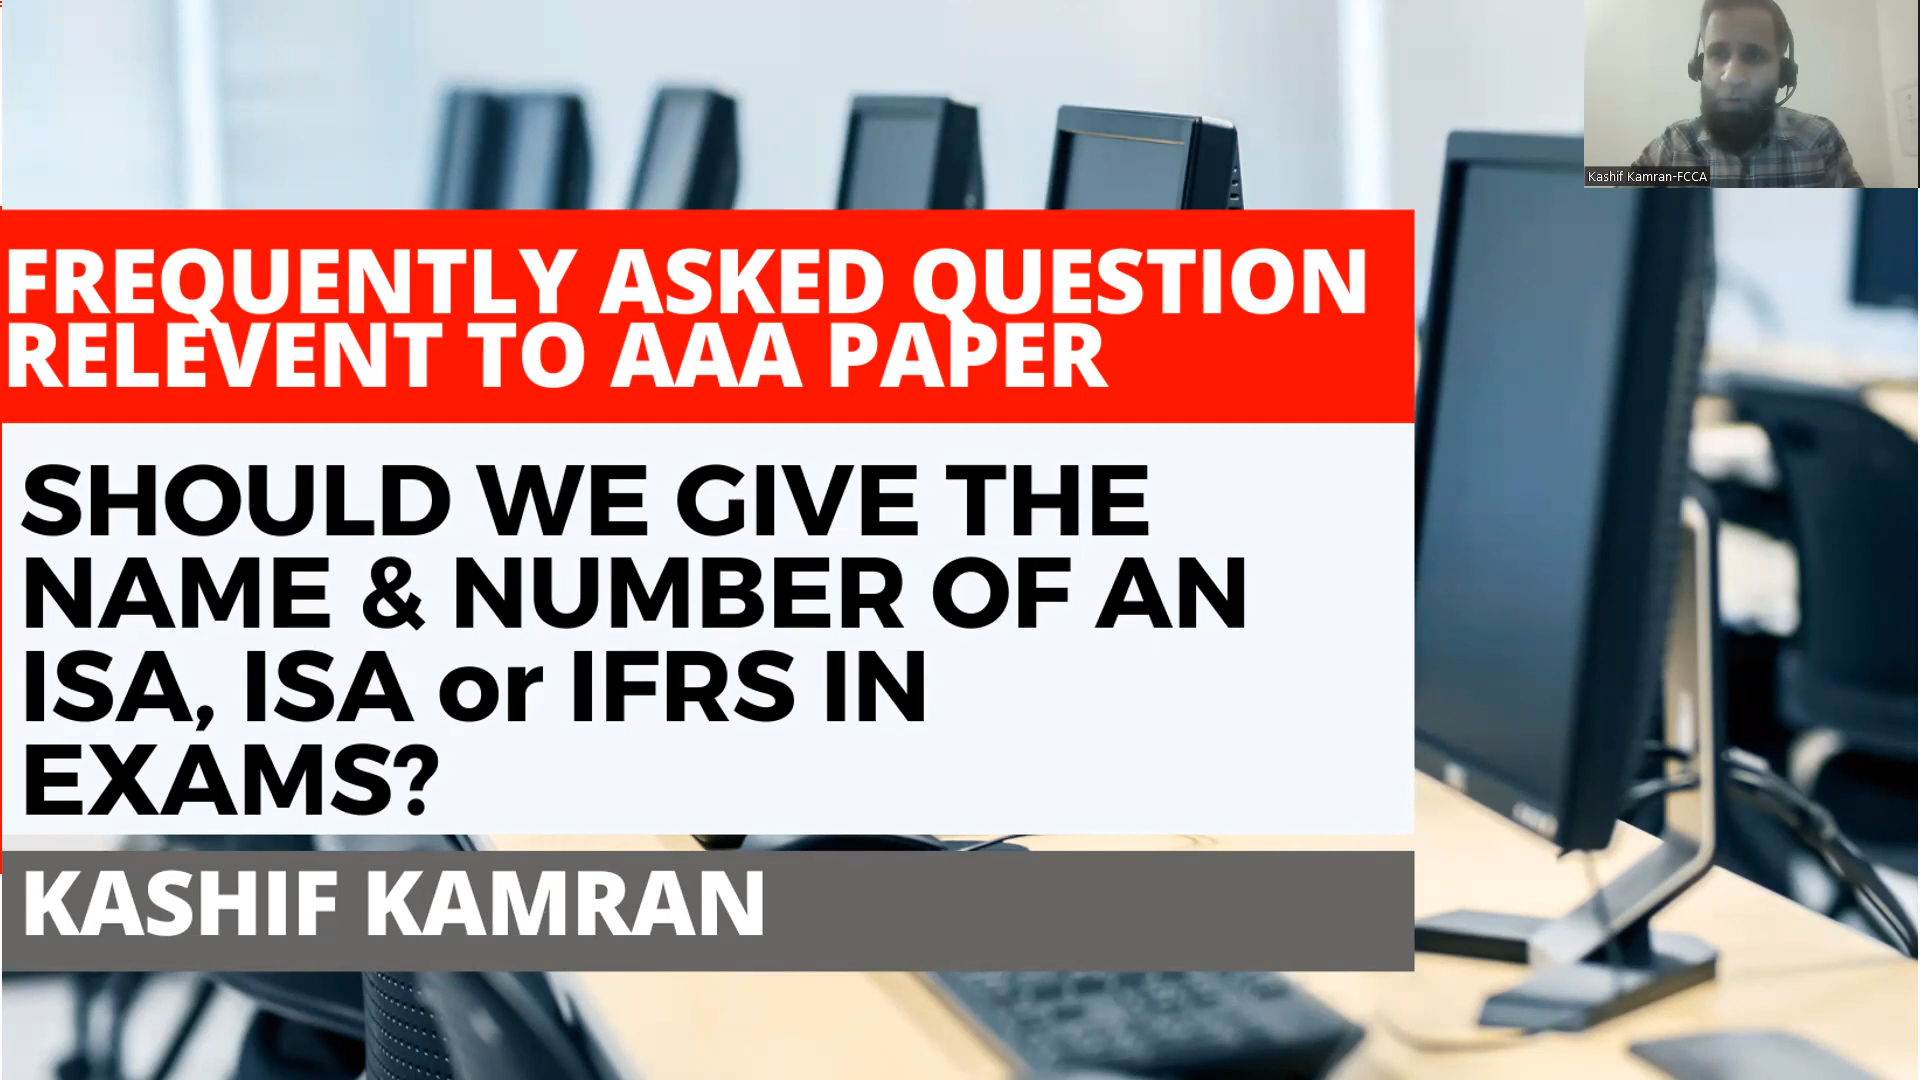 Kashif Kamran-FCCA
FREQUENTLY ASKED QUESTION
RELEVENT TO AAA PAPER
SHOULD WE GIVE THE
NAME & NUMBER OF AN
ISA, ISA or IFRS IN
EXAMS?
KASHIF KAMRAN